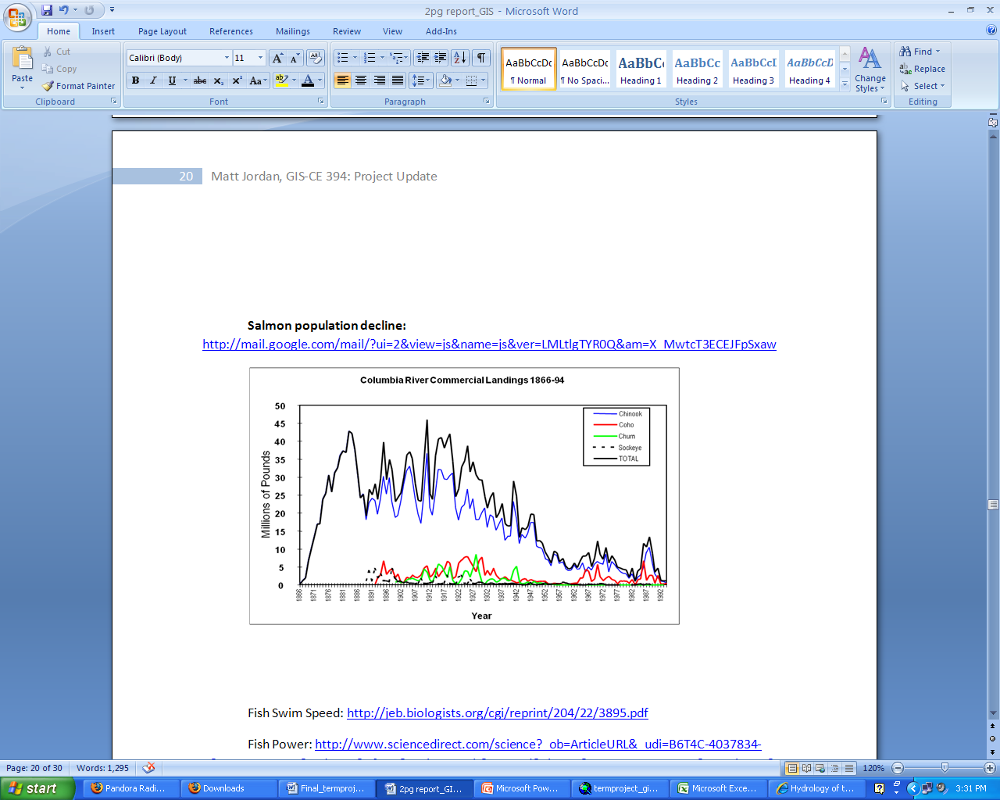 2pg report_GIS - Microsoft Word
Home Insert Page Layout References Mailings Review View Add-Ins
Paste
Cut
Copy
Format Painter
Clipboard
Calibri (Body) 11
Font
Paragraph
AaBbCcDc AaBbCcDc AaBbC AaBbCc AaBbCcI AaBbCcD
¶ Normal ¶ No Spaci... Heading 1 Heading 2 Heading 3 Heading 4
Change
Styles
Styles
Find
Replace
Select
Editing
20 Matt Jordan, GIS-CE 394: Project Update
Salmon population decline:
http://mail.google.com/mail/?ui=2&view=js&name=js&ver=LMLtlgTYR0Q&am=X_MwtcT3ECEJFpSxaw
Columbia River Commercial Landings 1866-94
Chinook
Coho
Chum
Sockeye
TOTAL
Millions of Pounds
50
45
40
35
30
25
20
15
10
5
0
1866 1871 1876 1881 1886 1891 1896 1902 1907 1912 1917 1922 1927 1932 1937 1942 1947 1952 1957 1962 1967 1972 1977 1982 1987 1992
Year
Fish Swim Speed: http://jeb.biologists.org/cgi/reprint/204/22/3895.pdf
Fish Power: http://www.sciencedirect.com/science?_ob=ArticleURL&_udi=B6T4C-4037834-
Page: 20 of 30 Words: 1,295 120%
start Pandora Radi... Downloads Final_termproj... 2pg report_GI... Microsoft Pow... termproject_gi... Microsoft Exce... Hydrology of t... 3:31 PM